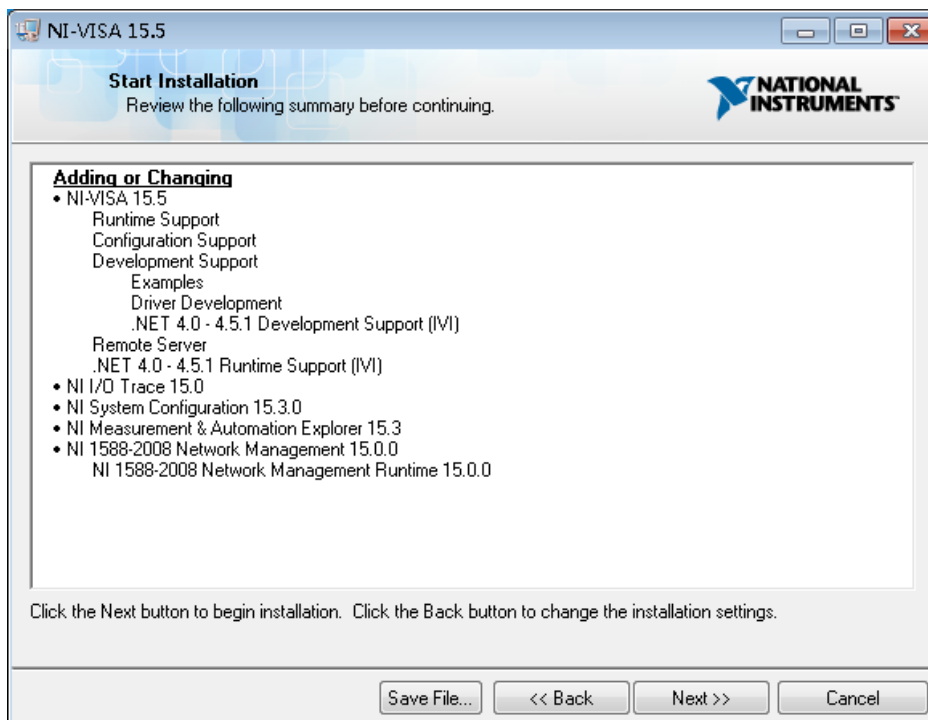 NI-VISA 15.5
Start Installation
Review the following summary before continuing.
NATIONAL
INSTRUMENTS™
Adding or Changing
• NI-VISA 15.5
Runtime Support
Configuration Support
Development Support
Examples
Driver Development
.NET 4.0 - 4.5.1 Development Support (IVI)
Remote Server
.NET 4.0 - 4.5.1 Runtime Support (IVI)
• NI I/O Trace 15.0
• NI System Configuration 15.3.0
• NI Measurement & Automation Explorer 15.3
• NI 1588-2008 Network Management 15.0.0
NI 1588-2008 Network Management Runtime 15.0.0
Click the Next button to begin installation.  Click the Back button to change the installation settings.
Save File...
<< Back
Next >>
Cancel